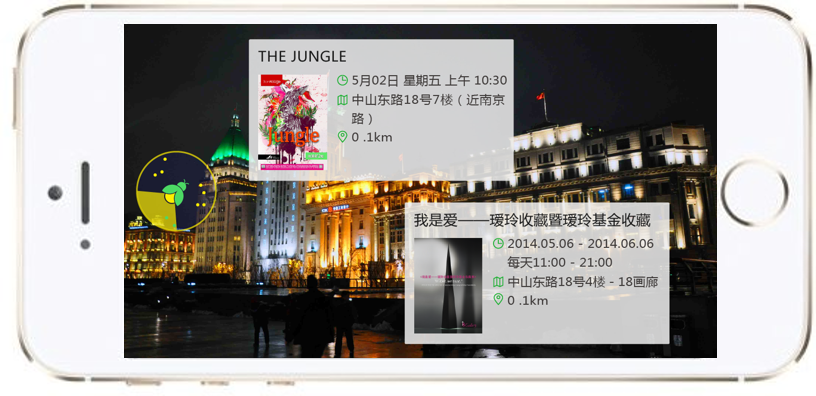 THE JUNGLE
5月02日 星期五 上午 10:30
中山东路18号7楼（近南京
路）
0 .1km
Jungle
我是爱——瑷玲收藏暨瑷玲基金收藏
2014.05.06 - 2014.06.06
每天11:00 - 21:00
中山东路18号4楼 - 18画廊
0 .1km